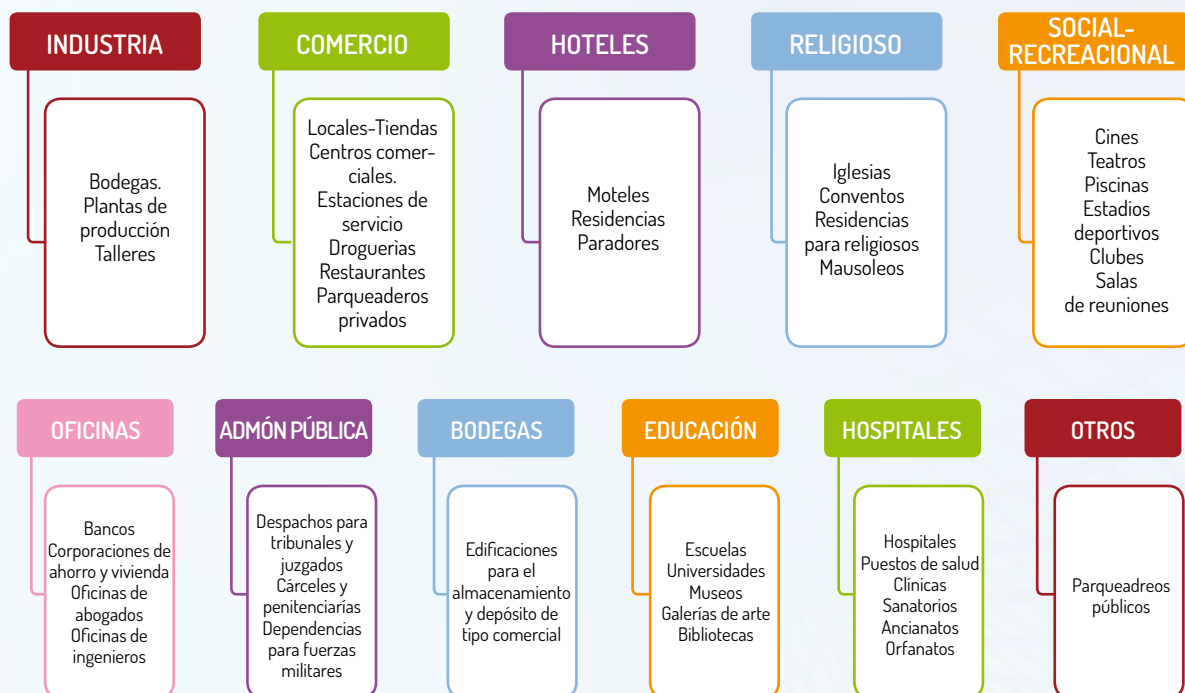 INDUSTRIA
Bodegas.
Plantas de
producción
Talleres
COMERCIO
Locales-Tiendas
Centros comer-
ciales.
Estaciones de
servicio
Droguerìas
Restaurantes
Parqueaderos
privados
HOTELES
Moteles
Residencias
Paradores
RELIGIOSO
Iglesias
Conventos
Residencias
para religiosos
Mausoleos
SOCIAL-
RECREACIONAL
Cines
Teatros
Piscinas
Estadios
deportivos
Clubes
Salas
de reuniones
OFICINAS
Bancos
Corporaciones de
ahorro y vivienda
Oficinas de
abogados
Oficinas de
ingenieros
ADMÓN PÚBLICA
Despachos para
tribunales y
juzgados
Cárceles y
penitenciarías
Dependencias
para fuerzas
militares
BODEGAS
Edificaciones
para el
almacenamiento
y depósito de
tipo comercial
EDUCACIÓN
Escuelas
Universidades
Museos
Galerías de arte
Bibliotecas
HOSPITALES
Hospitales
Puestos de salud
Clínicas
Sanatorios
Ancianatos
Orfanatos
OTROS
Parqueadreos
públicos